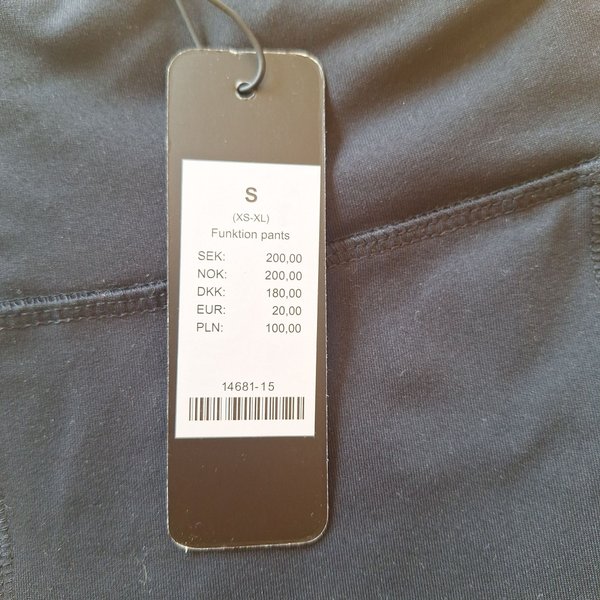 S
(XS-XL)
Funktion pants
SEK: 200,00
NOK: 200,00
DKK: 180,00
EUR: 20,00
PLN: 100,00
14681-15